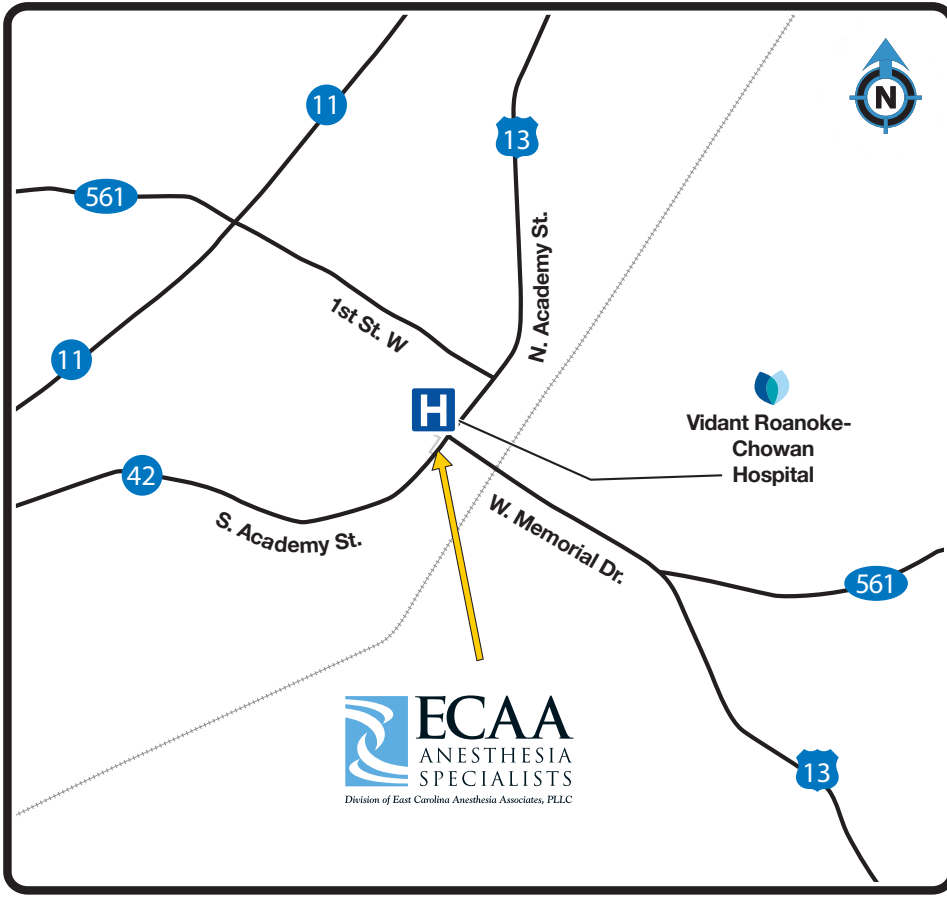 11
N
13
561
N. Academy St.
1st St. W
11
H
Vidant Roanoke-
Chowan
Hospital
42
S. Academy St.
W. Memorial Dr.
561
ECAA
ANESTHESIA
SPECIALISTS
Division of East Carolina Anesthesia Associates, PLLC
13